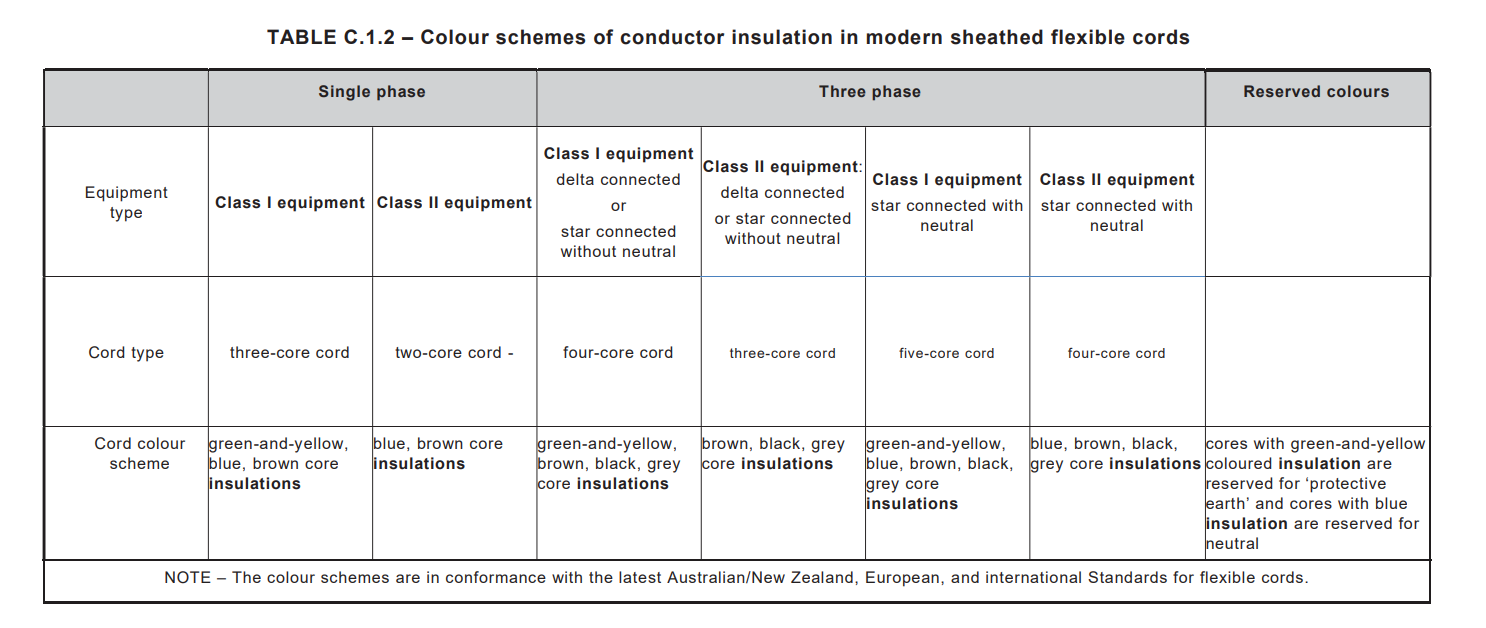 TABLE C.1.2 – Colour schemes of conductor insulation in modern sheathed flexible cords
Single phase
Three phase
Reserved colours
Equipment
type
Class I equipment
Class II equipment
Class I equipment
delta connected
or
star connected
without neutral
Class II equipment:
delta connected
or star connected
without neutral
Class I equipment
star connected with
neutral
Class II equipment
star connected with
neutral
Cord type
three-core cord
two-core cord -
four-core cord
three-core cord
five-core cord
four-core cord
Cord colour
scheme
green-and-yellow,
blue, brown core
insulations
blue, brown core
insulations
green-and-yellow,
brown, black, grey
core insulations
brown, black, grey
core insulations
green-and-yellow,
blue, brown, black,
grey core
insulations
blue, brown, black,
grey core insulations
cores with green-and-yellow
coloured insulation are
reserved for ‘protective
earth’ and cores with blue
insulation are reserved for
neutral
NOTE – The colour schemes are in conformance with the latest Australian/New Zealand, European, and international Standards for flexible cords.